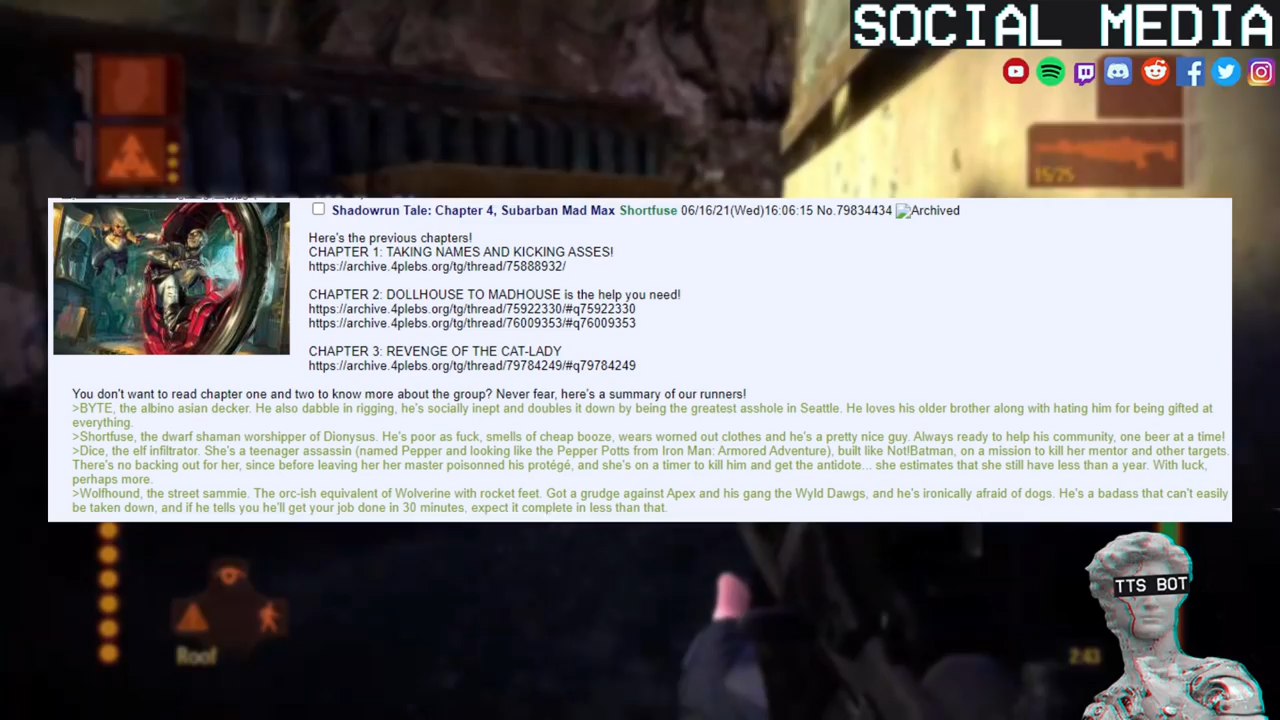 SOCIAL MEDIA
15/25
Shadowrun Tale: Chapter 4, Subarban Mad Max Shortfuse 06/16/21(Wed)16:06:15 No.79834434 Archived
Here's the previous chapters!
CHAPTER 1: TAKING NAMES AND KICKING ASSES!
https://archive.4plebs.org/tg/thread/75888932/
CHAPTER 2: DOLLHOUSE TO MADHOUSE is the help you need!
https://archive.4plebs.org/tg/thread/75922330/#q75922330
https://archive.4plebs.org/tg/thread/76009353/#q76009353
CHAPTER 3: REVENGE OF THE CAT-LADY
https://archive.4plebs.org/tg/thread/79784249/#q79784249
You don't want to read chapter one and two to know more about the group? Never fear, here's a summary of our runners!
>BYTE, the albino asian decker. He also dabble in rigging, he's socially inept and doubles it down by being the greatest asshole in Seattle. He loves his older brother along with hating him for being gifted at
everything.
>Shortfuse, the dwarf shaman worshipper of Dionysus. He's poor as fuck, smells of cheap booze, wears worned out clothes and he's a pretty nice guy. Always ready to help his community, one beer at a time!
>Dice, the elf infiltrator. She's a teenager assassin (named Pepper and looking like the Pepper Potts from Iron Man: Armored Adventure), built like Not!Batman, on a mission to kill her mentor and other targets.
There's no backing out for her, since before leaving her her master poisonned his protégé, and she's on a timer to kill him and get the antidote... she estimates that she still have less than a year. With luck,
perhaps more.
>Wolfhound, the street sammie. The orc-ish equivalent of Wolverine with rocket feet. Got a grudge against Apex and his gang the Wyld Dawgs, and he's ironically afraid of dogs. He's a badass that can't easily
be taken down, and if he tells you he'll get your job done in 30 minutes, expect it complete in less than that.
TTS BOT
Roof
2:43